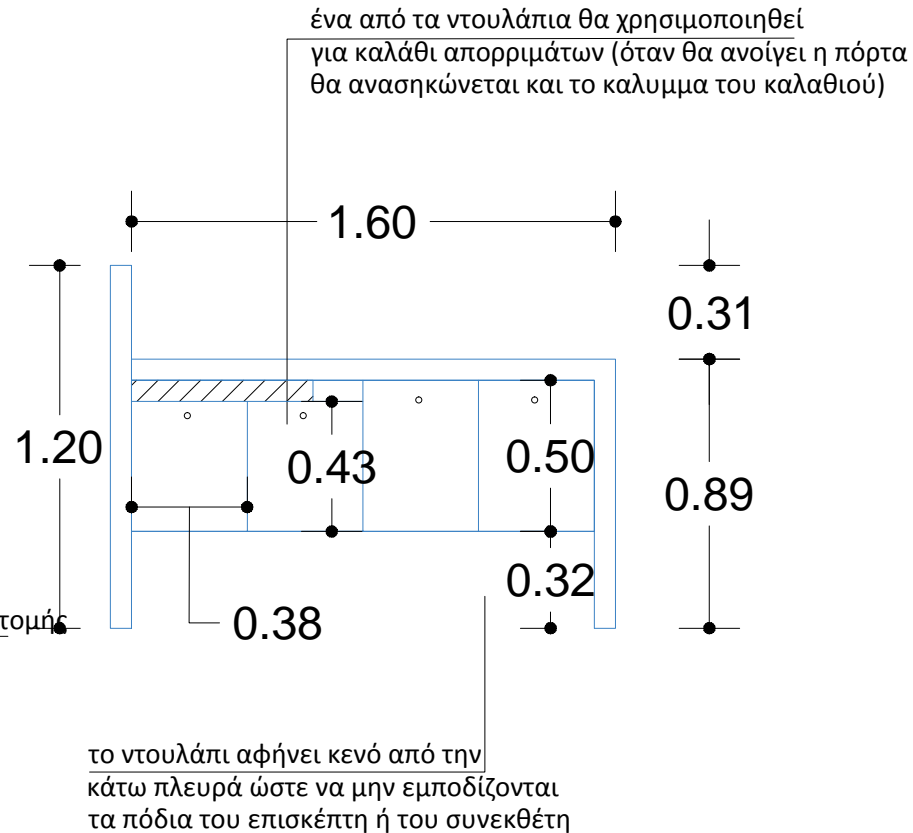 ένα από τα ντουλάπια θα χρησιμοποιηθεί
για καλάθι απορριμάτων (όταν θα ανοίγει η πόρτα
θα ανασηκώνεται και το καλυμμα του καλαθιού)
1.60
0.31
1.20
0.43
0.50
0.89
0.32
0.38
τομής
το ντουλάπι αφήνει κενό από την
κάτω πλευρά ώστε να μην εμποδίζονται
τα πόδια του επισκέπτη ή του συνεκθέτη